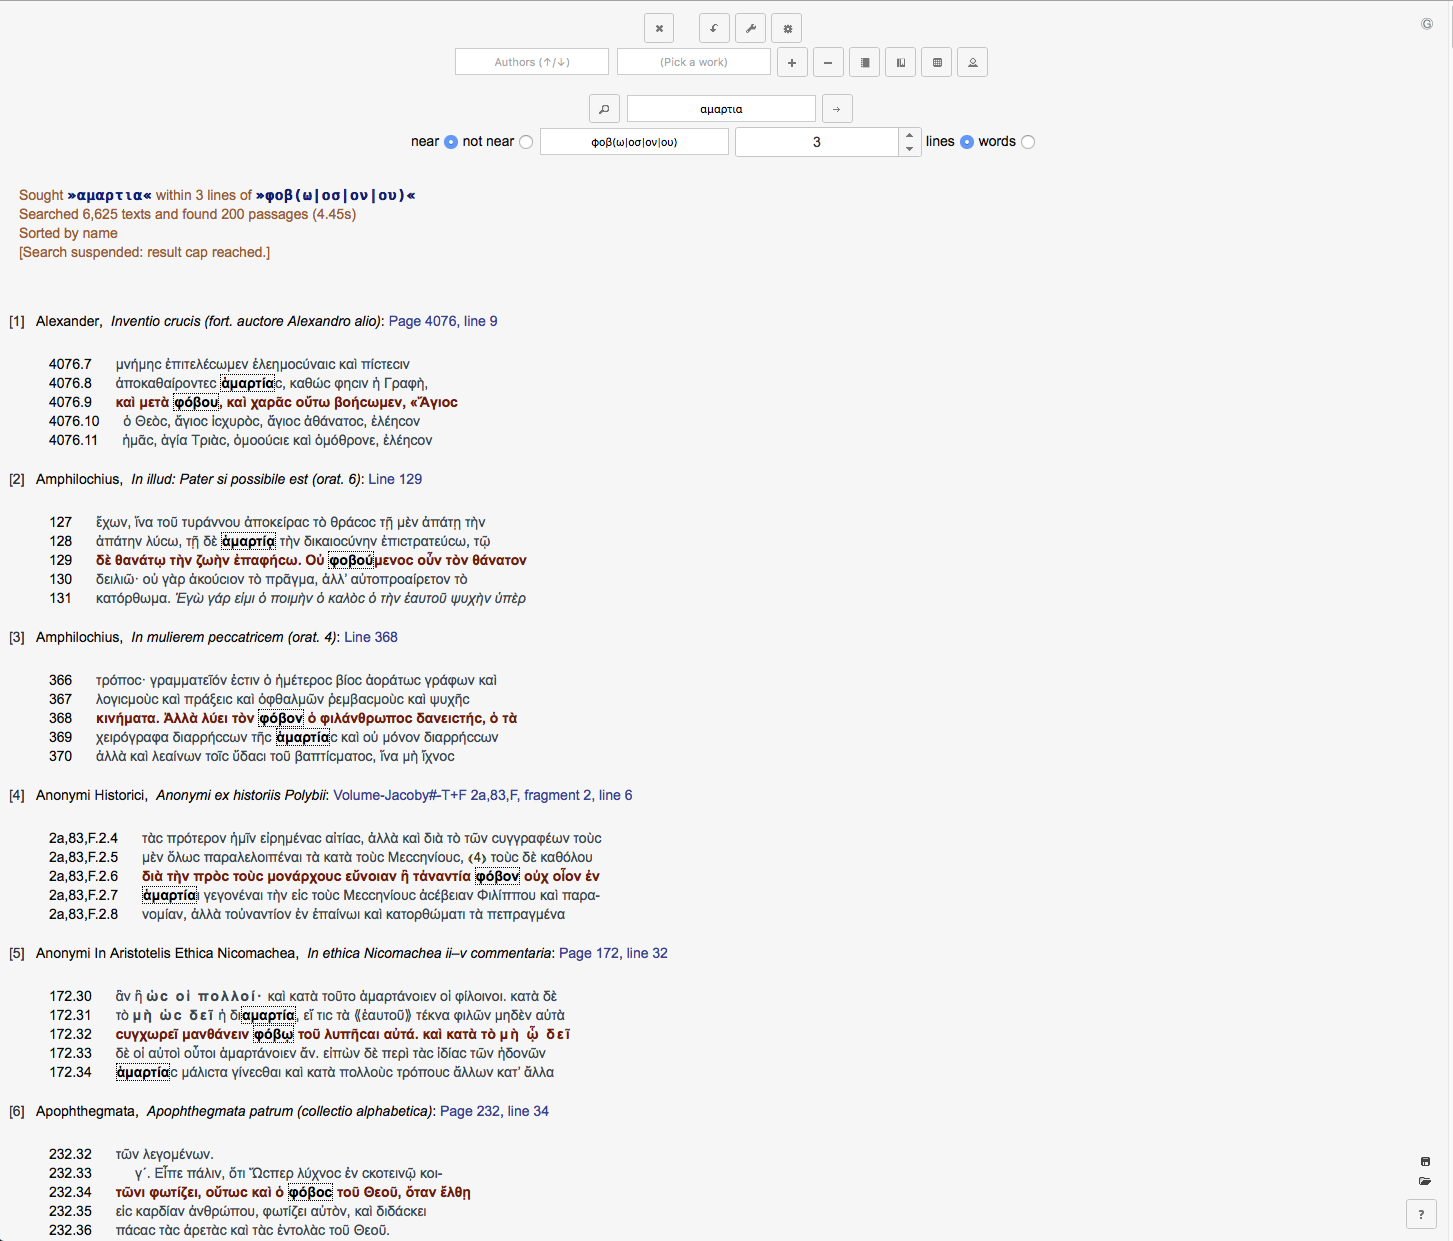 Authors (↑/↓) (Pick a work)
αμαρτια
near not near φοβ(ω|οσ|ον|ου) 3 lines words
Sought »αμαρτια« within 3 lines of »φοβ(ω|οσ|ον|ου)«
Searched 6,625 texts and found 200 passages (4.45s)
Sorted by name
[Search suspended: result cap reached.]
[1] Alexander, Inventio crucis (fort. auctore Alexandro alio): Page 4076, line 9
4076.7 μνήμηϲ ἐπιτελέϲωμεν ἐλεημοϲύναιϲ καὶ πίϲτεϲιν
4076.8 ἀποκαθαίροντεϲ ἁμαρτίαϲ, καθώϲ φηϲιν ἡ Γραφὴ,
4076.9 καὶ μετὰ φόβου, καὶ χαρᾶϲ οὕτω βοήϲωμεν, «Ἅγιοϲ
4076.10 ὁ Θεὸϲ, ἅγιοϲ ἰϲχυρὸϲ, ἅγιοϲ ἀθάνατοϲ, ἐλέηϲον
4076.11 ἡμᾶϲ, ἁγία Τριὰϲ, ὁμοούϲιε καὶ ὁμόθρονε, ἐλέηϲον
[2] Amphilochius, In illud: Pater si possibile est (orat. 6): Line 129
127 ἔχων, ἵνα τοῦ τυράννου ἀποκείραϲ τὸ θράϲοϲ τῇ μὲν ἀπάτῃ τὴν
128 ἀπάτην λύϲω, τῇ δὲ ἁμαρτίᾳ τὴν δικαιοϲύνην ἐπιϲτρατεύϲω, τῷ
129 δὲ θανάτῳ τὴν ζωὴν ἐπαφήϲω. Οὐ φοβούμενοϲ οὖν τὸν θάνατον
130 δειλιῶ· οὐ γὰρ ἀκούϲιον τὸ πρᾶγμα, ἀλλ’ αὐτοπροαίρετον τὸ
131 κατόρθωμα. Ἐγὼ γάρ εἰμι ὁ ποιμὴν ὁ καλὸϲ ὁ τὴν ἑαυτοῦ ψυχὴν ὑπὲρ
[3] Amphilochius, In mulierem peccatricem (orat. 4): Line 368
366 τρόποϲ· γραμματεῖόν ἐϲτιν ὁ ἡμέτεροϲ βίοϲ ἀοράτωϲ γράφων καὶ
367 λογιϲμοὺϲ καὶ πράξειϲ καὶ ὀφθαλμῶν ῥεμβαϲμοὺϲ καὶ ψυχῆϲ
368 κινήματα. Ἀλλὰ λύει τὸν φόβον ὁ φιλάνθρωποϲ δανειϲτήϲ, ὁ τὰ
369 χειρόγραφα διαρρήϲϲων τῆϲ ἁμαρτίαϲ καὶ οὐ μόνον διαρρήϲϲων
370 ἀλλὰ καὶ λεαίνων τοῖϲ ὕδαϲι τοῦ βαπτίϲματοϲ, ἵνα μὴ ἴχνοϲ
[4] Anonymi Historici, Anonymi ex historiis Polybii: Volume-Jacoby#-T+F 2a,83,F, fragment 2, line 6
2a,83,F.2.4 τὰϲ πρότερον ἡμῖν εἰρημέναϲ αἰτίαϲ, ἀλλὰ καὶ διὰ τὸ τῶν ϲυγγραφέων τοὺϲ
2a,83,F.2.5 μὲν ὅλωϲ παραλελοιπέναι τὰ κατὰ τοὺϲ Μεϲϲηνίουϲ, (4) τοὺϲ δὲ καθόλου
2a,83,F.2.6 διὰ τὴν πρὸϲ τοὺϲ μονάρχουϲ εὔνοιαν ἢ τἀναντία φόβον οὐχ οἷον ἐν
2a,83,F.2.7 ἁμαρτίαι γεγονέναι τὴν εἰϲ τοὺϲ Μεϲϲηνίουϲ ἀϲέβειαν Φιλίππου καὶ παρα-
2a,83,F.2.8 νομίαν, ἀλλὰ τοὐναντίον ἐν ἐπαίνωι καὶ κατορθώματι τὰ πεπραγμένα
[5] Anonymi In Aristotelis Ethica Nicomachea, In ethica Nicomachea ii–v commentaria: Page 172, line 32
172.30 ἂν ἢ ὡϲ οἱ πολλοί· καὶ κατὰ τοῦτο ἁμαρτάνοιεν οἱ φίλοινοι. κατὰ δὲ
172.31 τὸ μὴ ὡϲ δεῖ ἡ διαμαρτία, εἴ τιϲ τὰ ⟪ἑαυτοῦ⟫ τέκνα φιλῶν μηδὲν αὐτὰ
172.32 ϲυγχωρεῖ μανθάνειν φόβῳ τοῦ λυπῆϲαι αὐτά. καὶ κατὰ τὸ μὴ ᾧ δεῖ
172.33 δὲ οἱ αὐτοὶ οὗτοι ἁμαρτάνοιεν ἄν. εἰπὼν δὲ περὶ τὰϲ ἰδίαϲ τῶν ἡδονῶν
172.34 ἁμαρτίαϲ μάλιϲτα γίνεϲθαι καὶ κατὰ πολλοὺϲ τρόπουϲ ἄλλων κατ’ ἄλλα
[6] Apophthegmata, Apophthegmata patrum (collectio alphabetica): Page 232, line 34
232.32 τῶν λεγομένων.
232.33 γʹ. Εἶπε πάλιν, ὅτι Ὥϲπερ λύχνοϲ ἐν ϲκοτεινῷ κοι-
232.34 τῶνι φωτίζει, οὕτωϲ καὶ ὁ φόβοϲ τοῦ Θεοῦ, ὅταν ἔλθῃ
232.35 εἰϲ καρδίαν ἀνθρώπου, φωτίζει αὐτὸν, καὶ διδάϲκει
232.36 πάϲαϲ τὰϲ ἀρετὰϲ καὶ τὰϲ ἐντολὰϲ τοῦ Θεοῦ.